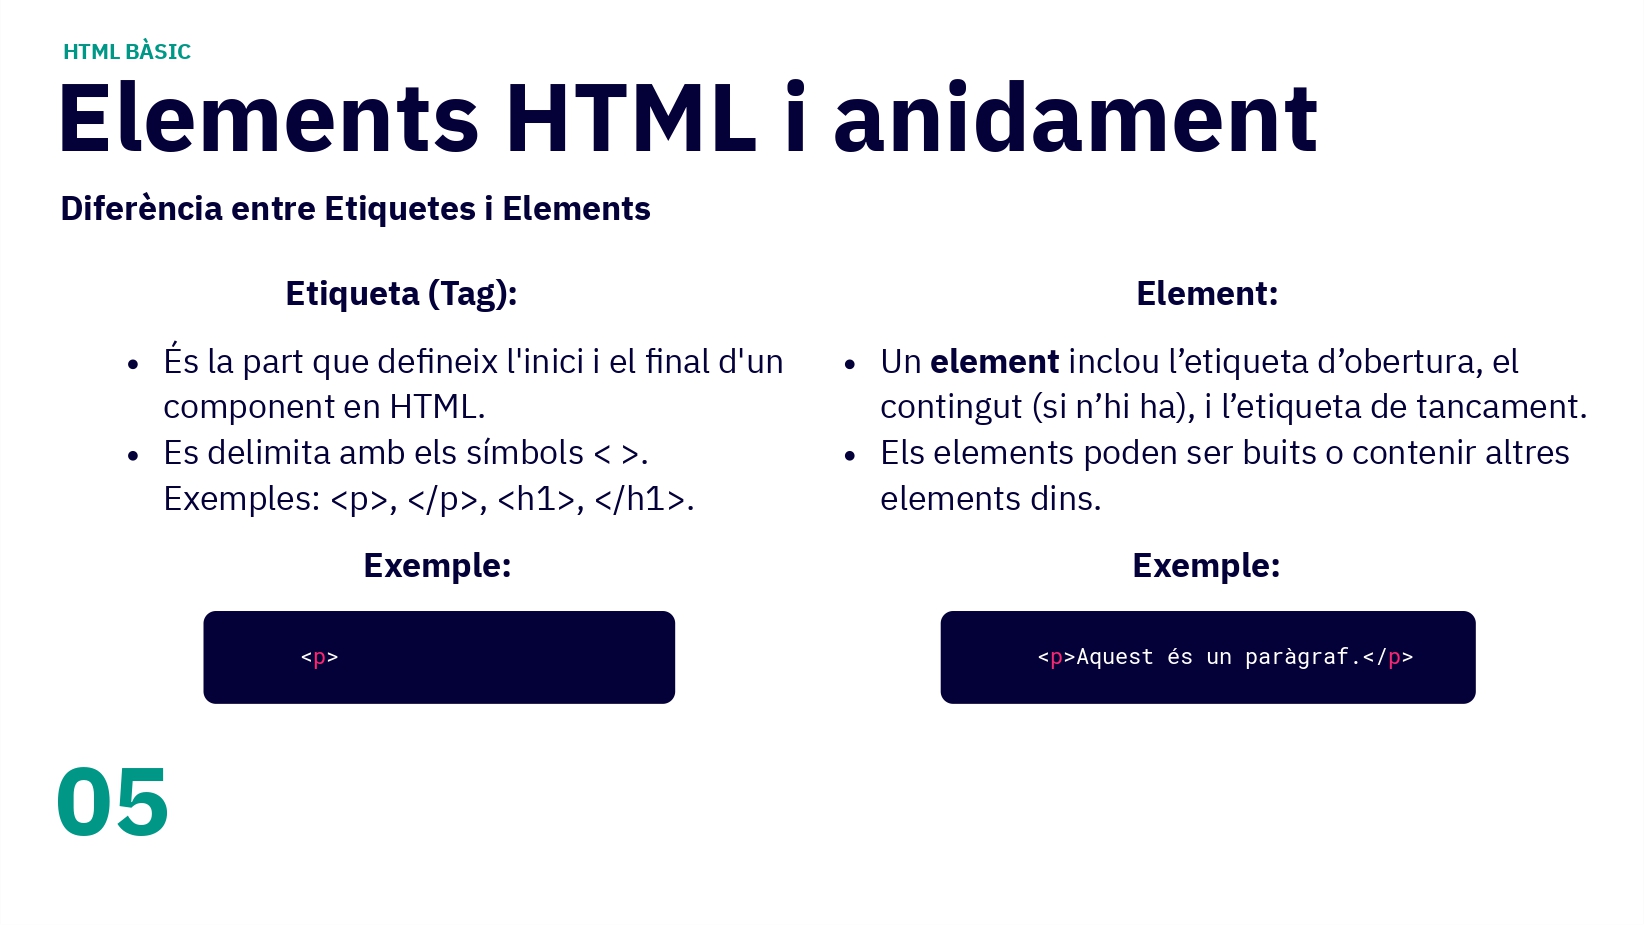 HTML BÀSIC
Elements HTML i anidament
Diferència entre Etiquetes i Elements
Etiqueta (Tag):
• És la part que defineix l'inici i el final d'un
component en HTML.
• Es delimita amb els símbols < >.
Exemples: <p>, </p>, <h1>, </h1>.
Exemple:
<p>
Element:
• Un element inclou l’etiqueta d’obertura, el
contingut (si n’hi ha), i l’etiqueta de tancament.
• Els elements poden ser buits o contenir altres
elements dins.
Exemple:
<p>Aquest és un paràgraf.</p>
05